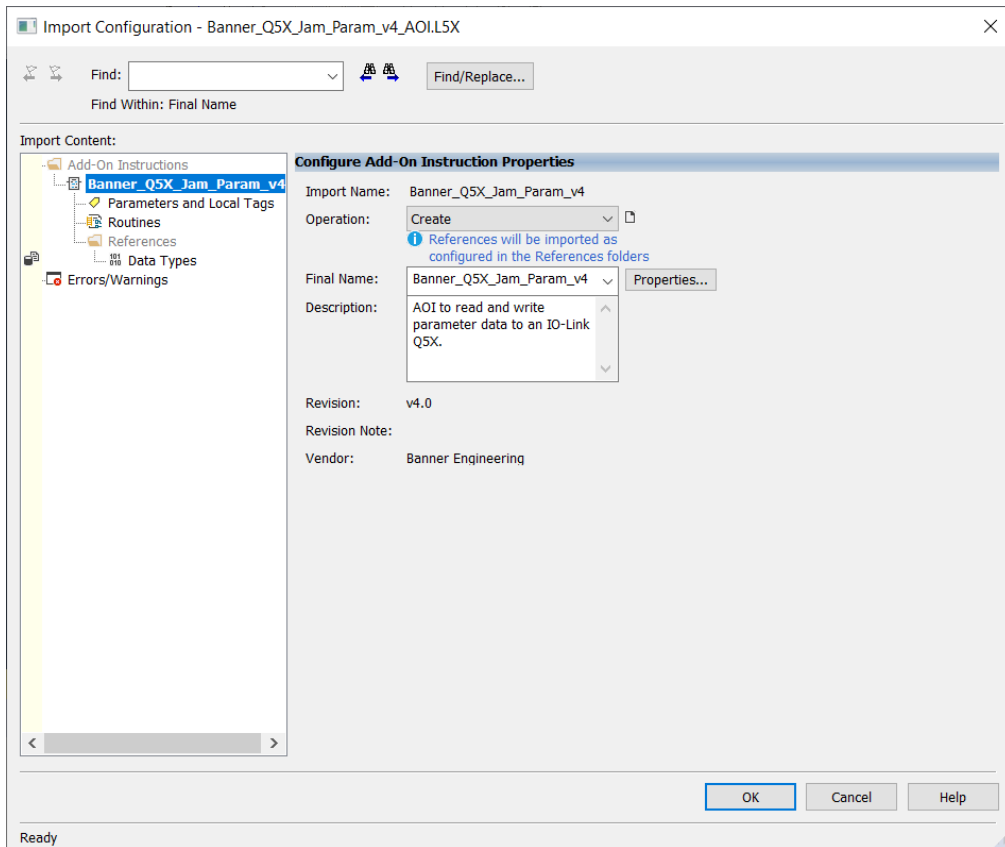 Import Configuration - Banner_Q5X_Jam_Param_v4_AOI.L5X
Find:
Find/Replace...
Find Within: Final Name
Import Content:
Add-On Instructions
Banner_Q5X_Jam_Param_v4
Parameters and Local Tags
Routines
References
Data Types
Errors/Warnings
Configure Add-On Instruction Properties
Import Name: Banner_Q5X_Jam_Param_v4
Operation: Create
References will be imported as
configured in the References folders
Final Name: Banner_Q5X_Jam_Param_v4 Properties...
Description: AOI to read and write
parameter data to an IO-Link
Q5X.
Revision: v4.0
Revision Note:
Vendor: Banner Engineering
OK Cancel Help
Ready